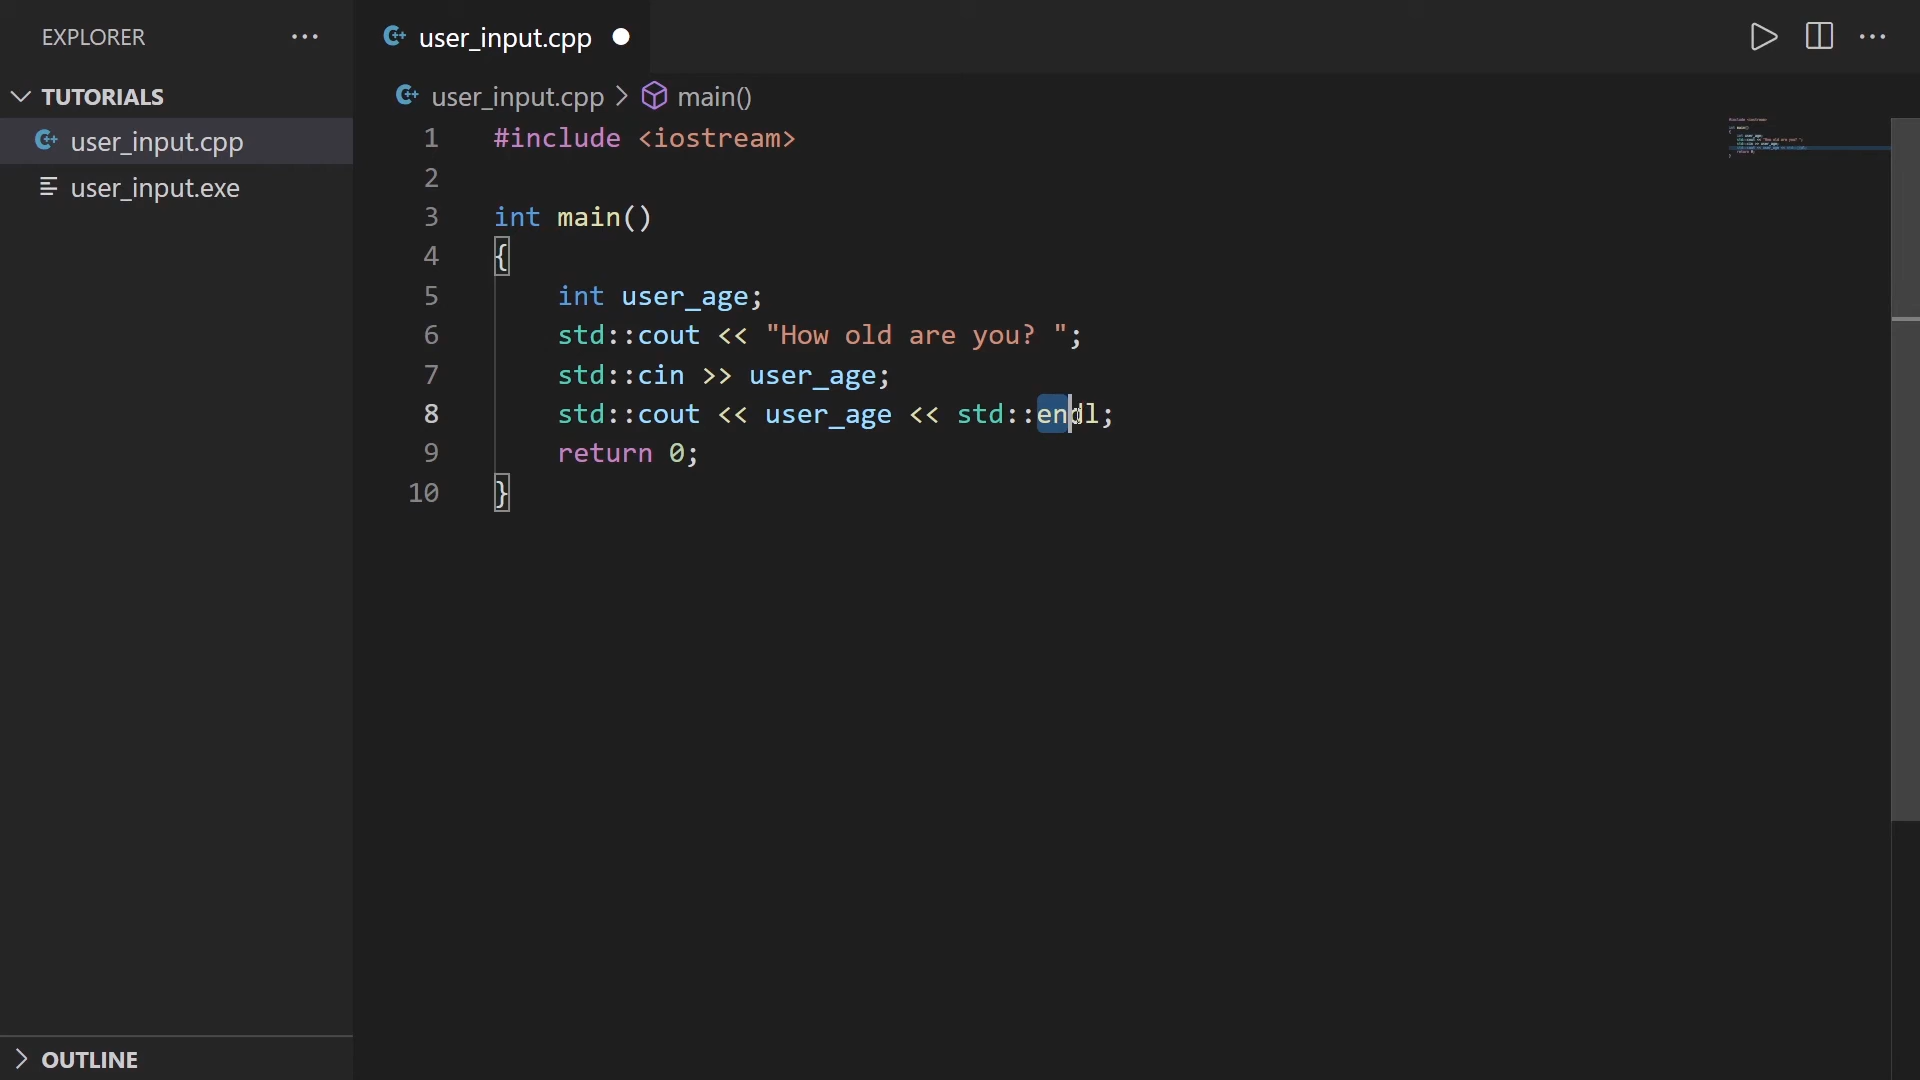 EXPLORER
user_input.cpp
TUTORIALS
user_input.cpp
user_input.exe
OUTLINE
user_input.cpp > main()
1 #include <iostream>
2
3 int main()
4 {
5 int user_age;
6 std::cout << "How old are you? ";
7 std::cin >> user_age;
8 std::cout << user_age << std::endl;
9 return 0;
10 }